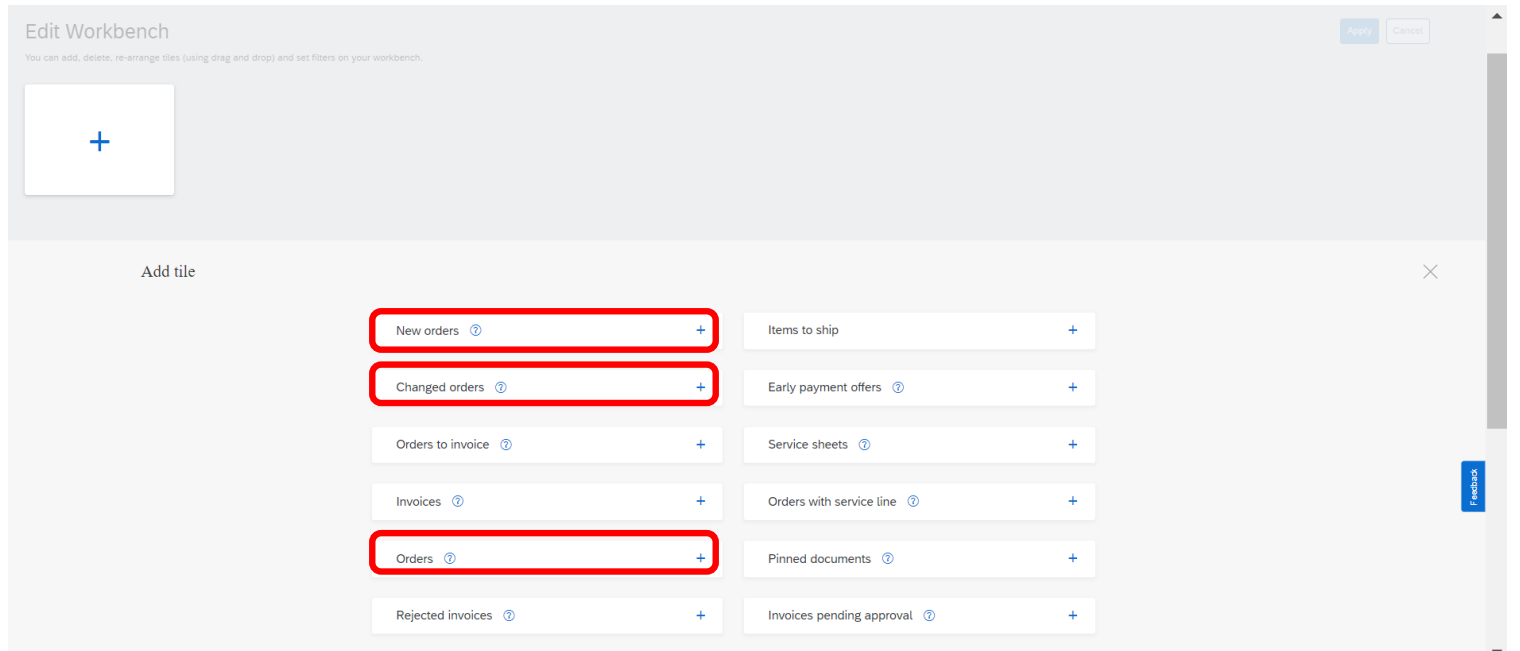 Edit Workbench
Apply
Cancel
You can add, delete, re-arrange tiles (using drag and drop) and set filters on your workbench.
Add tile
New orders
Items to ship
Changed orders
Early payment offers
Orders to invoice
Service sheets
Invoices
Orders with service line
Feedback
Orders
Pinned documents
Rejected invoices
Invoices pending approval